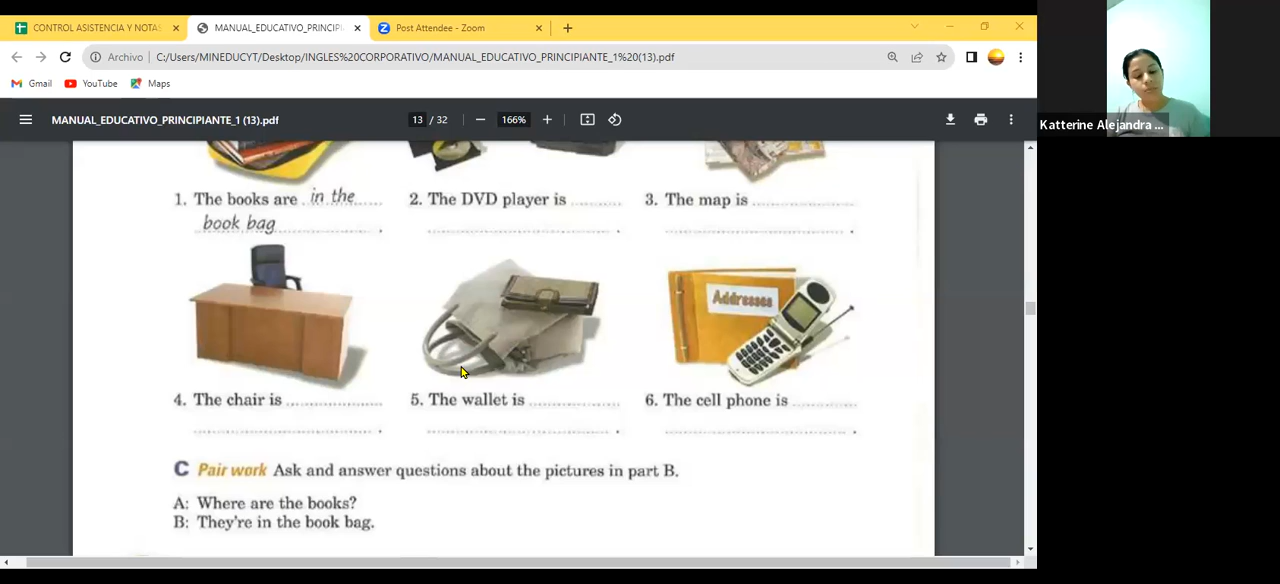 CONTROL ASISTENCIA Y NOTAS
MANUAL_EDUCATIVO_PRINCIPI
Post Attendee - Zoom
Archivo C:/Users/MINEDUCYT/Desktop/INGLES%20CORPORATIVO/MANUAL_EDUCATIVO_PRINCIPIANTE_1%20(13).pdf
Gmail YouTube Maps
MANUAL_EDUCATIVO_PRINCIPIANTE_1 (13).pdf
13 / 32
166%
Katterine Alejandra ...
1. The books are in the
book bag.
2. The DVD player is
3. The map is
Addresses
4. The chair is
5. The wallet is
6. The cell phone is
C Pair work Ask and answer questions about the pictures in part B.
A: Where are the books?
B: They're in the book bag.